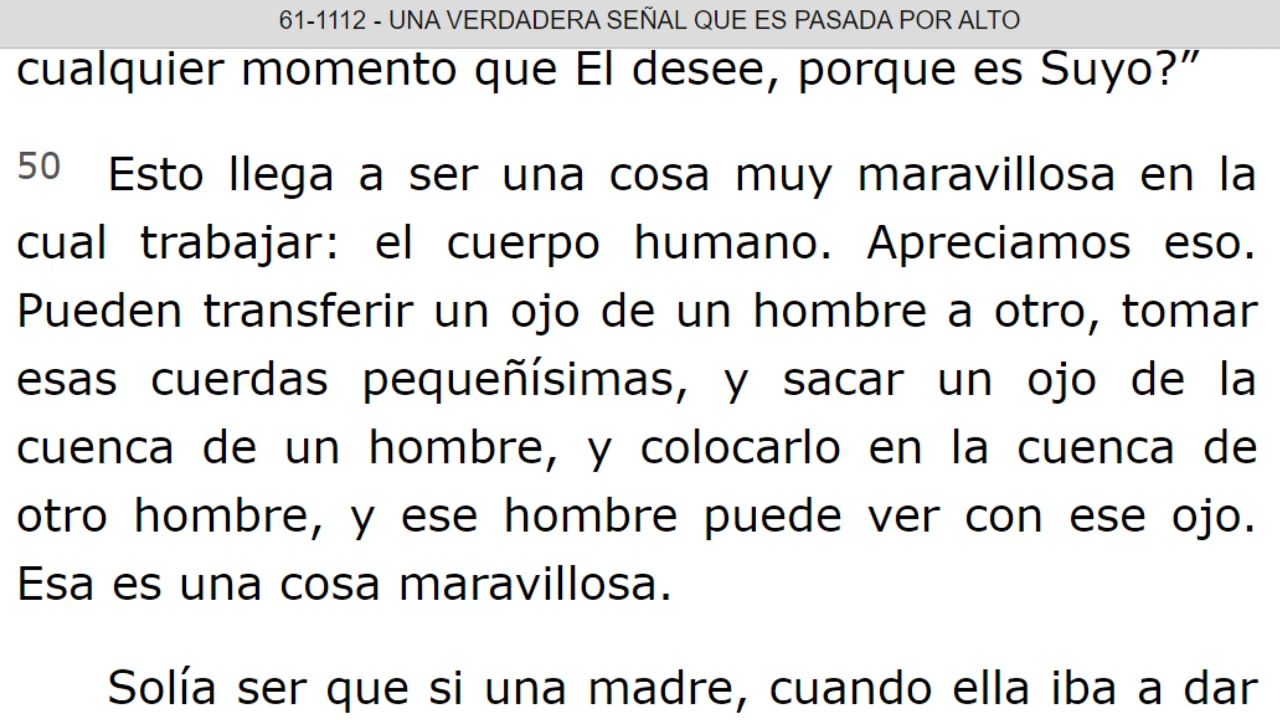 61-1112 - UNA VERDADERA SEÑAL QUE ES PASADA POR ALTO
cualquier momento que El desee, porque es Suyo?”
50 Esto llega a ser una cosa muy maravillosa en la
cual trabajar: el cuerpo humano. Apreciamos eso.
Pueden transferir un ojo de un hombre a otro, tomar
esas cuerdas pequeñísimas, y sacar un ojo de la
cuenca de un hombre, y colocarlo en la cuenca de
otro hombre, y ese hombre puede ver con ese ojo.
Esa es una cosa maravillosa.
Solía ser que si una madre, cuando ella iba a dar